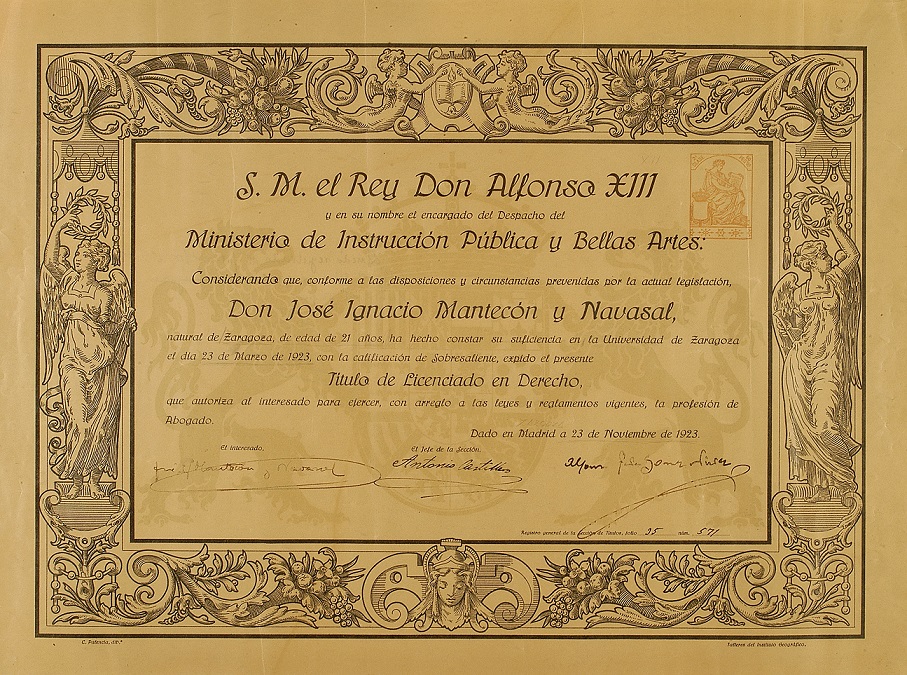 S. M. el Rey Don Alfonso XIII
y en su nombre el encargado del Despacho del
Ministerio de Instrucción Pública y Bellas Artes:
Considerando que, conforme a las disposiciones y circunstancias prevenidas por la actual legislación,
Don José Ignacio Mantecón y Navasal,
natural de Zaragoza, de edad de 21 años, ha hecho constar su suficiencia en la Universidad de Zaragoza
el día 23 de Marzo de 1923, con la calificación de Sobresaliente, expido el presente
Título de Licenciado en Derecho,
que autoriza al interesado para ejercer, con arreglo a las leyes y reglamentos vigentes, la profesión de
Abogado.
Dado en Madrid a 23 de Noviembre de 1923.
El Interesado, El Jefe de la Sección,
José I Mantecón y Navasal Antonio Castillo
Registro general de la Sección de Títulos, folio 35 núm. 571
C. Palencia, dib.º Talleres del Instituto Geográfico.